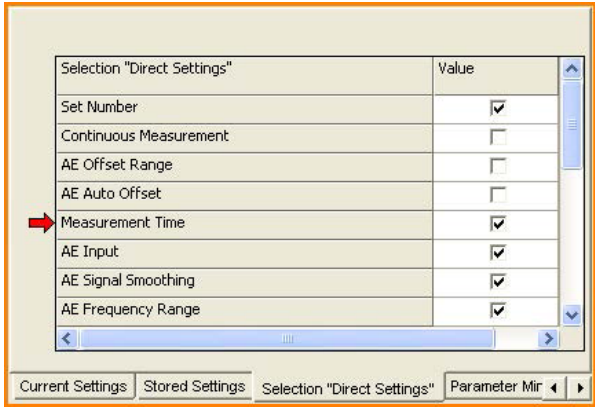 Selection "Direct Settings" Value
Set Number
Continuous Measurement
AE Offset Range
AE Auto Offset
Measurement Time
AE Input
AE Signal Smoothing
AE Frequency Range
Current Settings Stored Settings Selection "Direct Settings" Parameter Mir